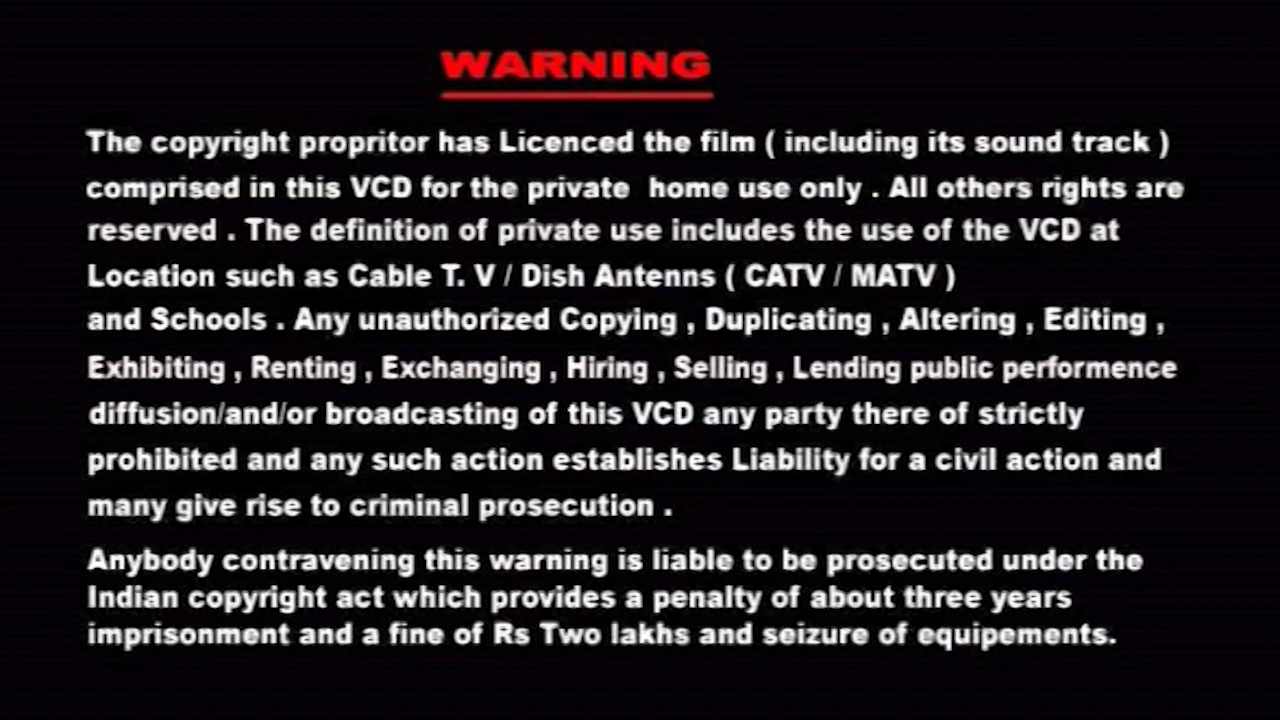 WARNING
The copyright propritor has Licenced the film ( including its sound track )
comprised in this VCD for the private home use only . All others rights are
reserved . The definition of private use includes the use of the VCD at
Location such as Cable T. V / Dish Antenns ( CATV / MATV )
and Schools . Any unauthorized Copying , Duplicating , Altering , Editing ,
Exhibiting , Renting , Exchanging , Hiring , Selling , Lending public performence
diffusion/and/or broadcasting of this VCD any party there of strictly
prohibited and any such action establishes Liability for a civil action and
many give rise to criminal prosecution .
Anybody contravening this warning is liable to be prosecuted under the
Indian copyright act which provides a penalty of about three years
imprisonment and a fine of Rs Two lakhs and seizure of equipements.